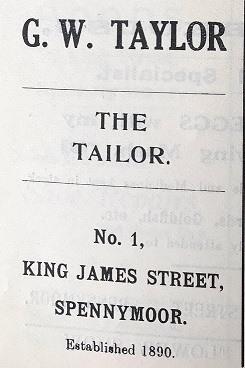 G. W. TAYLOR
THE
TAILOR.
No. 1,
KING JAMES STREET,
SPENNYMOOR.
Established 1890.